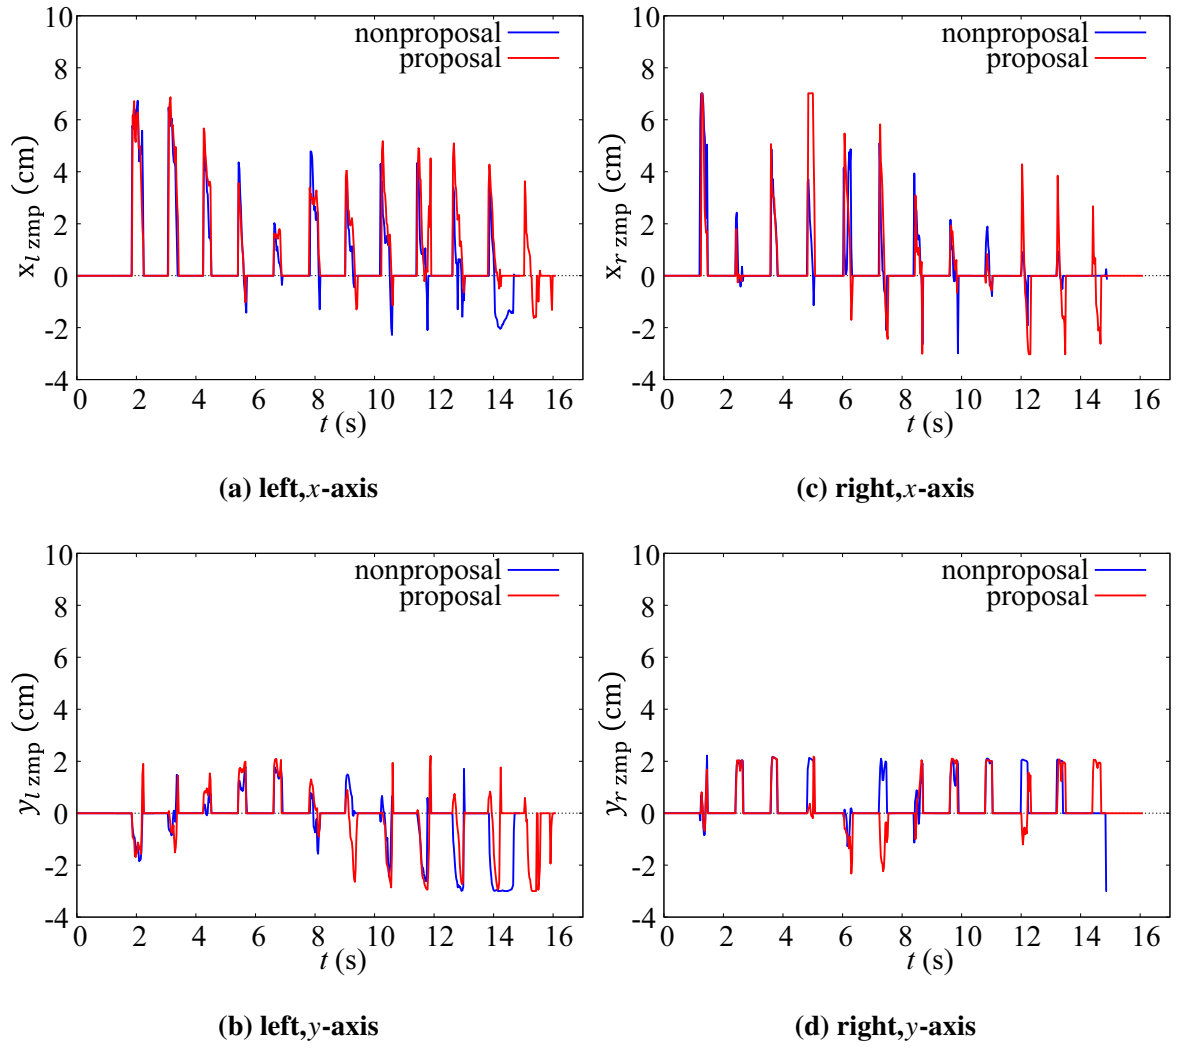 10
8
6
4
2
0
-2
-4
x_l zmp (cm)
nonproposal
proposal
0 2 4 6 8 10 12 14 16
t (s)
(a) left,x-axis
10
8
6
4
2
0
-2
-4
x_r zmp (cm)
nonproposal
proposal
0 2 4 6 8 10 12 14 16
t (s)
(c) right,x-axis
10
8
6
4
2
0
-2
-4
y_l zmp (cm)
nonproposal
proposal
0 2 4 6 8 10 12 14 16
t (s)
(b) left,y-axis
10
8
6
4
2
0
-2
-4
y_r zmp (cm)
nonproposal
proposal
0 2 4 6 8 10 12 14 16
t (s)
(d) right,y-axis